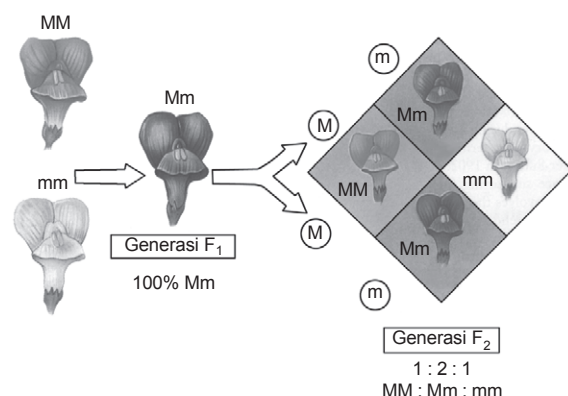 MM
mm
Mm
Generasi F₁
100% Mm
m
M
M
m
Mm
MM
mm
Mm
Generasi F₂
1 : 2 : 1
MM : Mm : mm